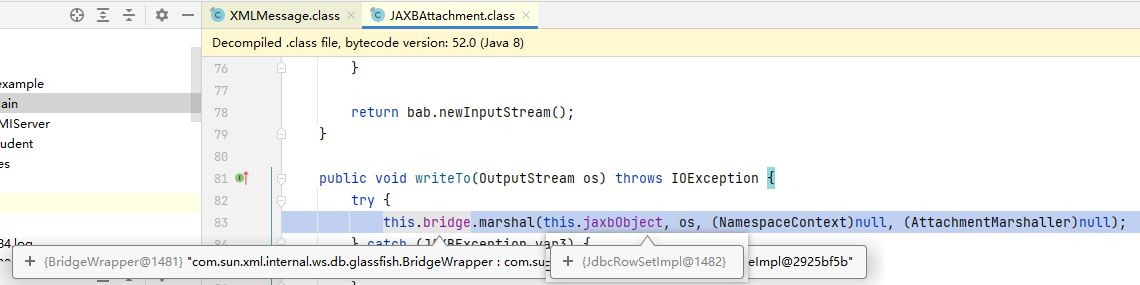 XMLMessage.class
JAXBAttachment.class
Decompiled .class file, bytecode version: 52.0 (Java 8)
example
ain
MIServer
udent
es
84.log
76 }
77
78 return bab.newInputStream();
79 }
80
81 public void writeTo(OutputStream os) throws IOException {
82 try {
83 this.bridge.marshal(this.jaxbObject, os, (NamespaceContext)null, (AttachmentMarshaller)null);
} catch (JAXBException var3) {
+ {BridgeWrapper@1481} "com.sun.xml.internal.ws.db.glassfish.BridgeWrapper : com.su
+ {JdbcRowSetImpl@1482}
eImpl@2925bf5b"
}